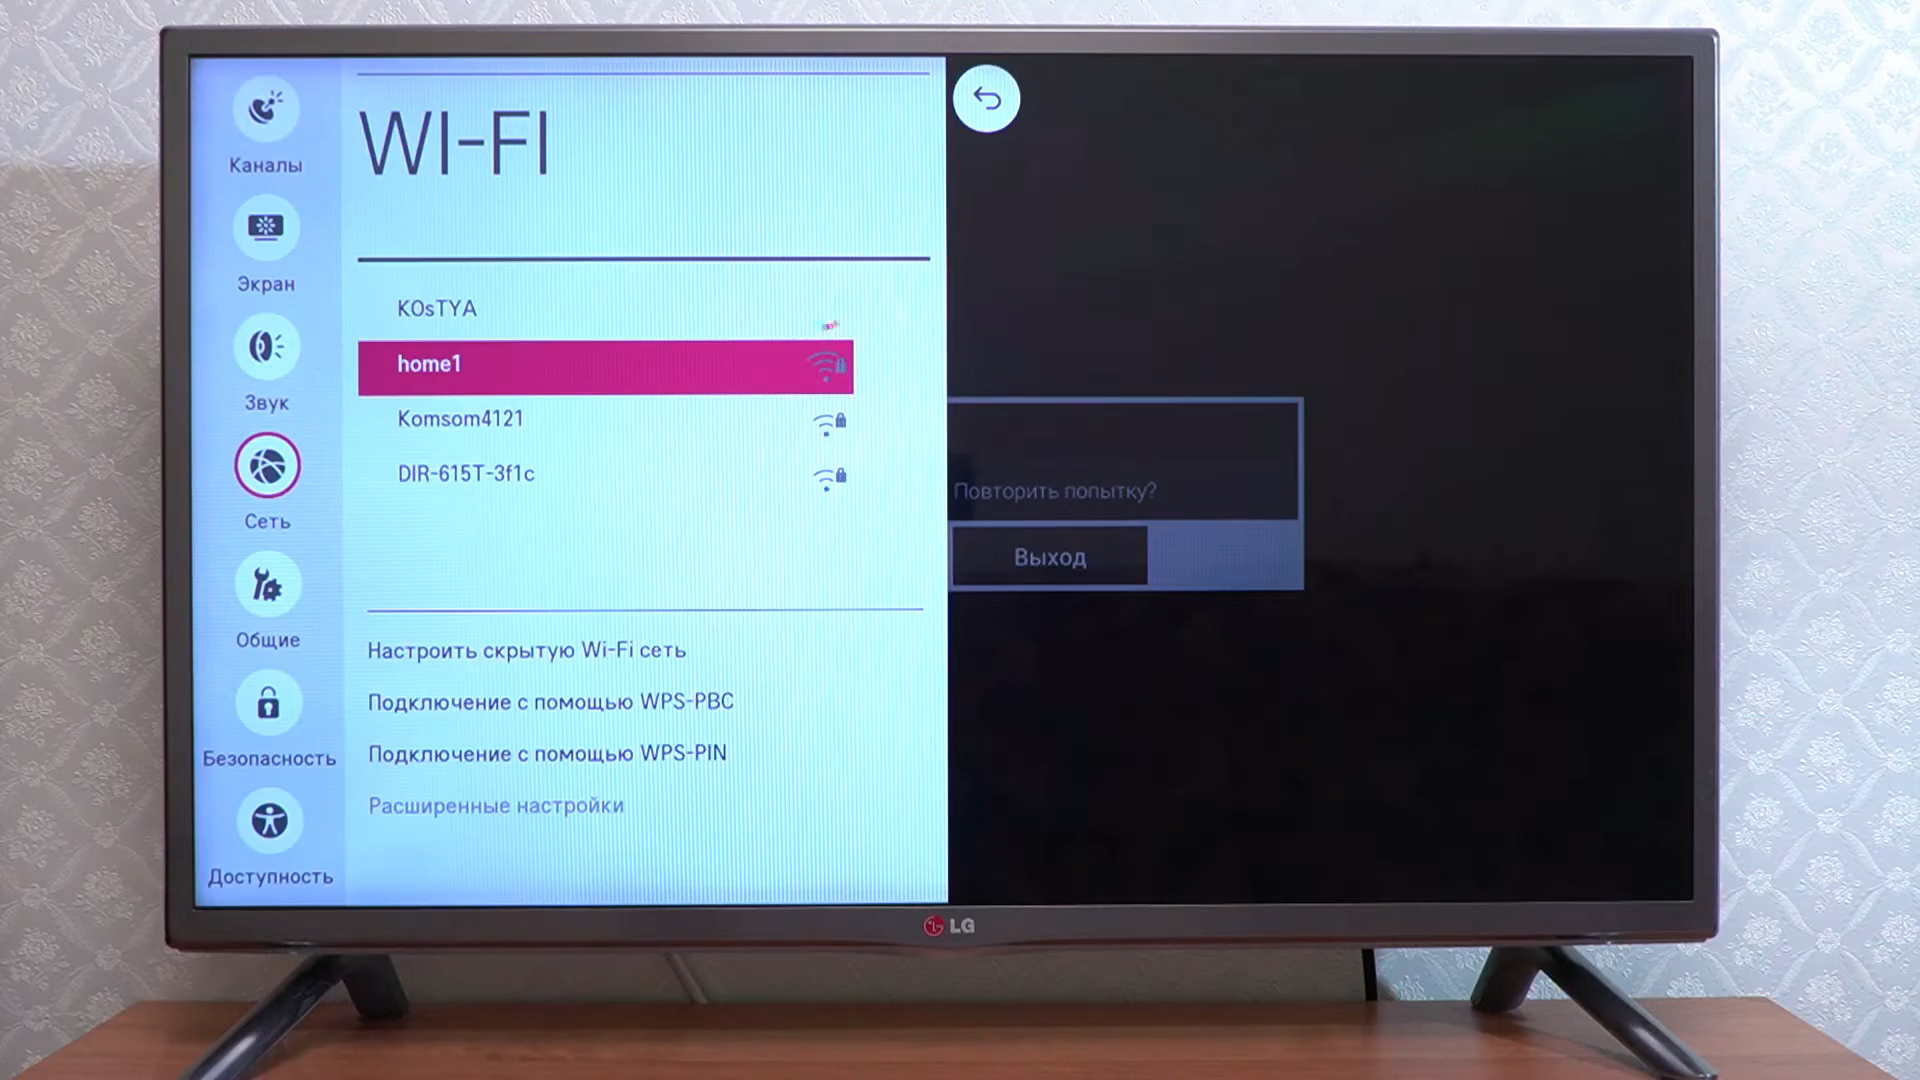 Каналы
Экран
Звук
Сеть
Общие
Безопасность
Доступность
WI-FI
KOsTYA
home1
Komsom4121
DIR-615T-3f1c
Настроить скрытую Wi-Fi сеть
Подключение с помощью WPS-PBC
Подключение с помощью WPS-PIN
Расширенные настройки
Повторить попытку?
Выход
LG